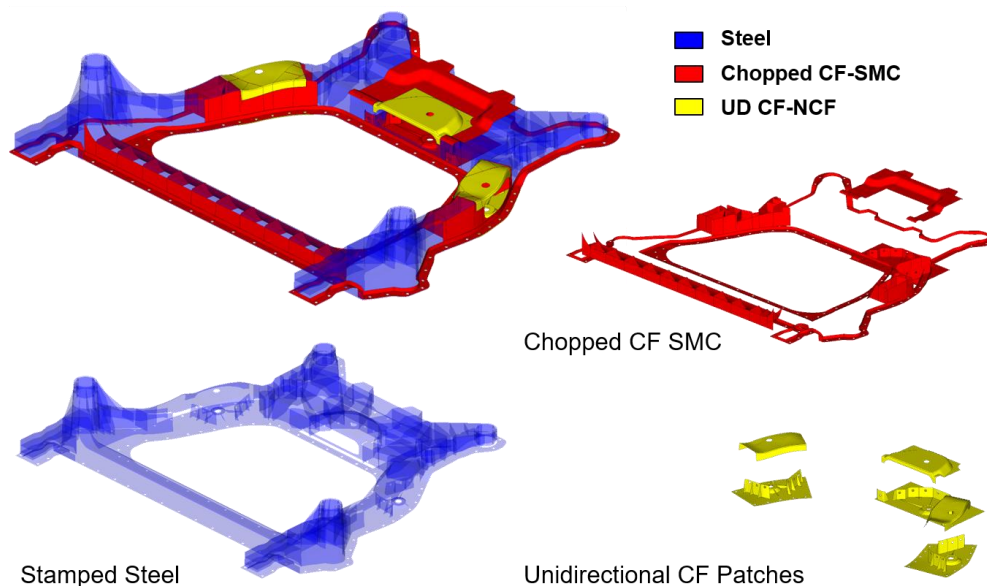 Steel
Chopped CF-SMC
UD CF-NCF
Chopped CF SMC
Stamped Steel
Unidirectional CF Patches